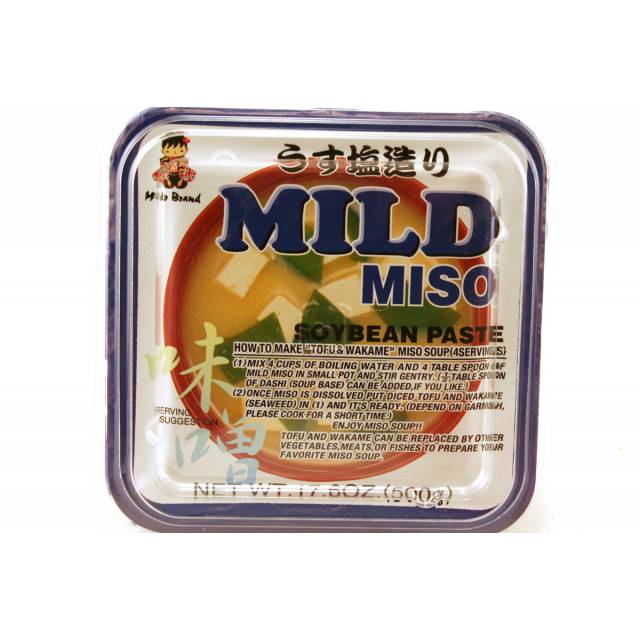 うす塩造り
Miko Brand
MILD
MISO
SOYBEAN PASTE
HOW TO MAKE "TOFU & WAKAME" MISO SOUP. (4SERVINGS)
(1)MIX 4 CUPS OF BOILING WATER AND 4 TABLE SPOON OF
MILD MISO IN SMALL POT AND STIR GENTRY. (½ TABLE SPOON
OF DASHI (SOUP BASE) CAN BE ADDED, IF YOU LIKE.)
(2)ONCE MISO IS DISSOLVED PUT DICED TOFU AND WAKAME
(SEAWEED) IN (1) AND IT'S READY. (DEPEND ON GARNISH,
PLEASE COOK FOR A SHORT TIME.)
ENJOY MISO SOUP!!
TOFU AND WAKAME CAN BE REPLACED BY OTHER
VEGETABLES, MEATS, OR FISHES TO PREPARE YOUR
FAVORITE MISO SOUP.
味噌
SERVING
SUGGESTION
NET WT. 17.6OZ. (500g)